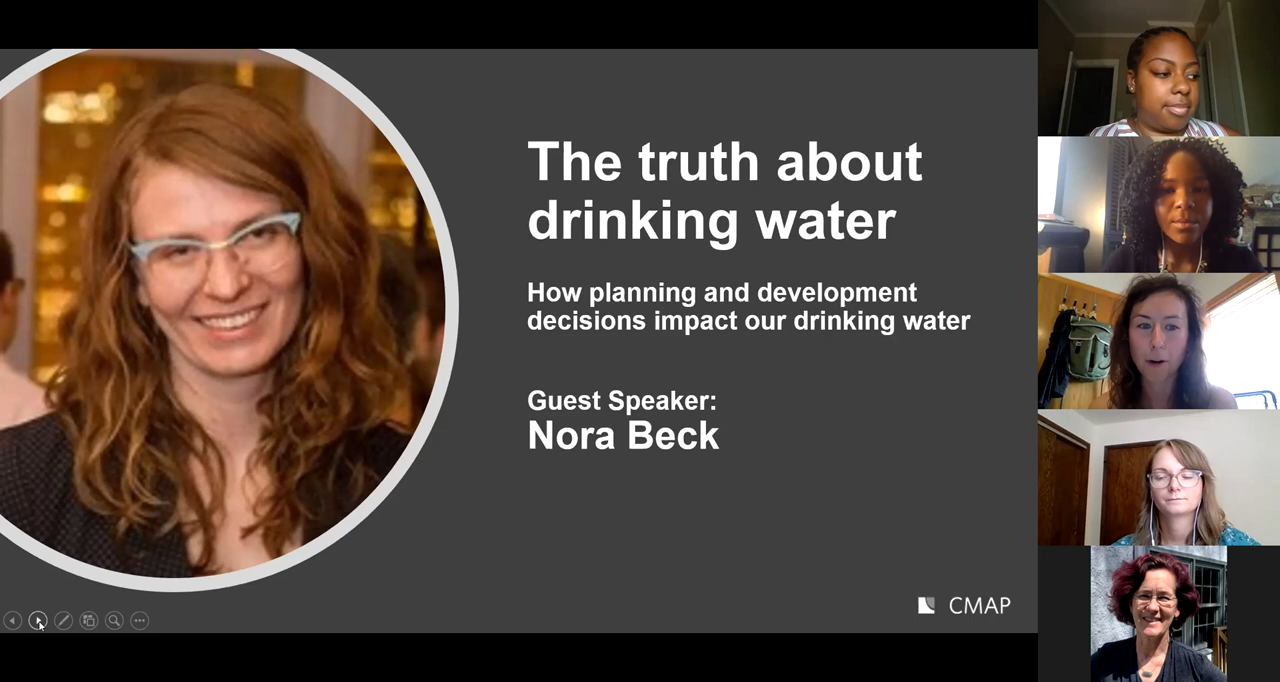 The truth about
drinking water
How planning and development
decisions impact our drinking water
Guest Speaker:
Nora Beck
CMAP